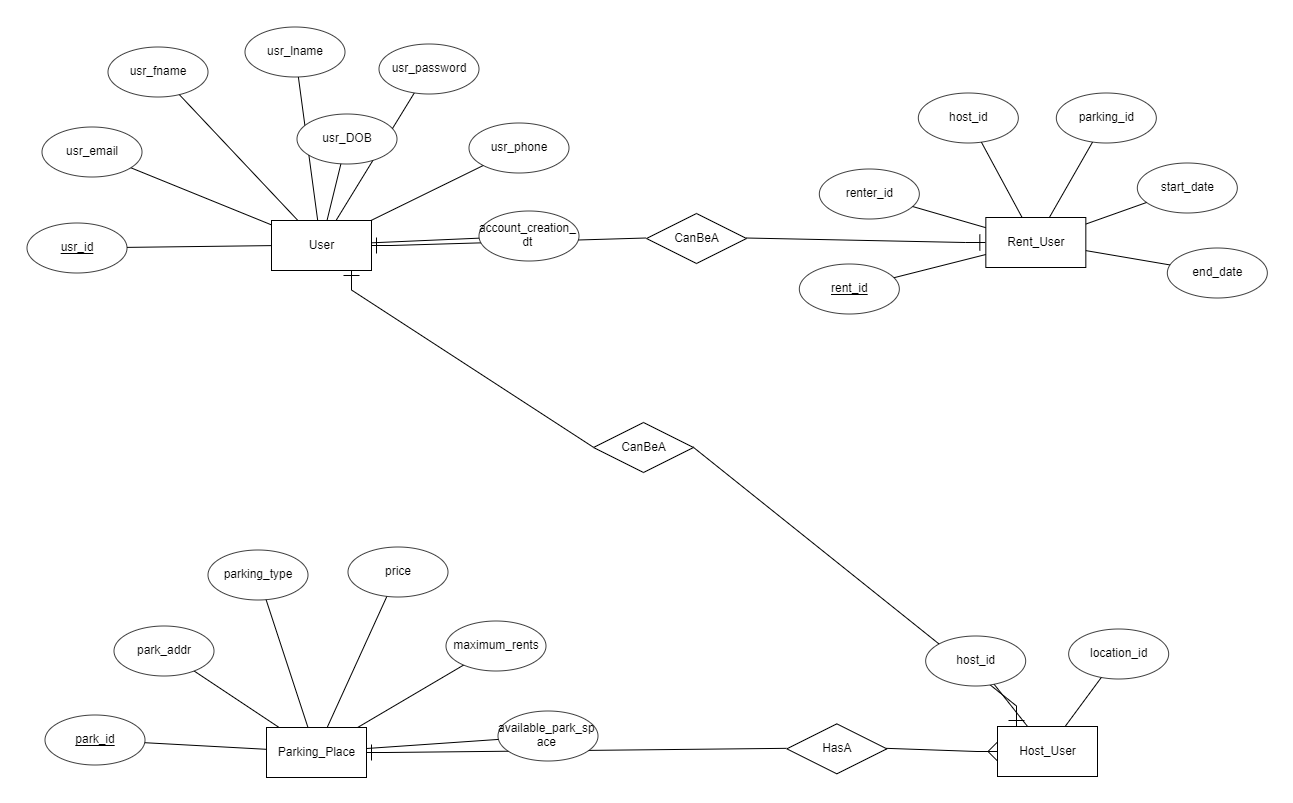 usr_lname
usr_fname
usr_password
usr_DOB
usr_email
usr_phone
usr_id
User
account_creation_
dt
CanBeA
host_id
parking_id
renter_id
start_date
Rent_User
rent_id
end_date
CanBeA
parking_type
price
park_addr
maximum_rents
park_id
Parking_Place
available_park_sp
ace
HasA
host_id
location_id
Host_User